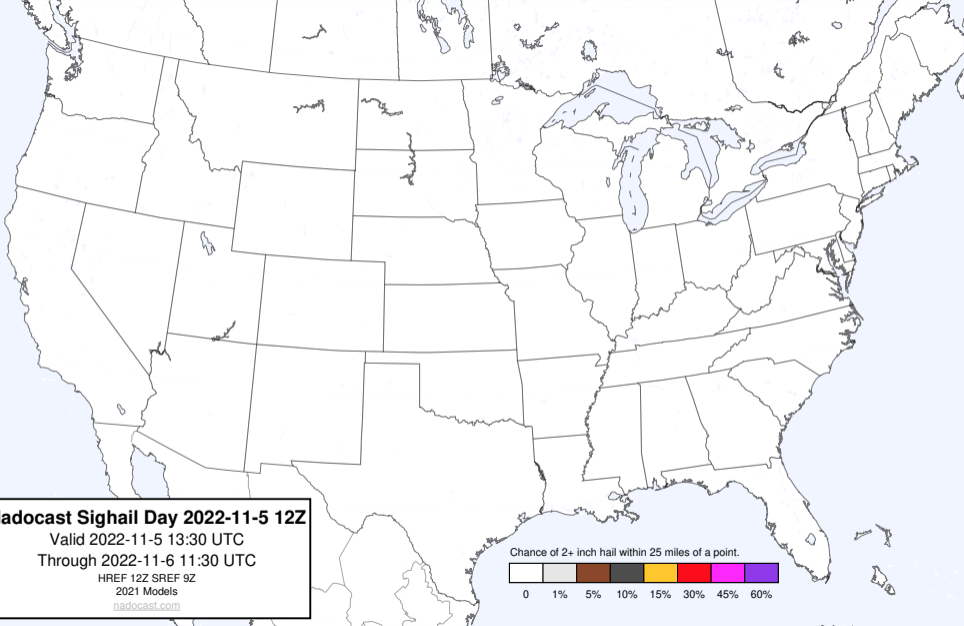 adocast Sighail Day 2022-11-5 12Z
Valid 2022-11-5 13:30 UTC
Through 2022-11-6 11:30 UTC
HREF 12Z SREF 9Z
2021 Models
nadocast.com
Chance of 2+ inch hail within 25 miles of a point.
0 1% 5% 10% 15% 30% 45% 60%